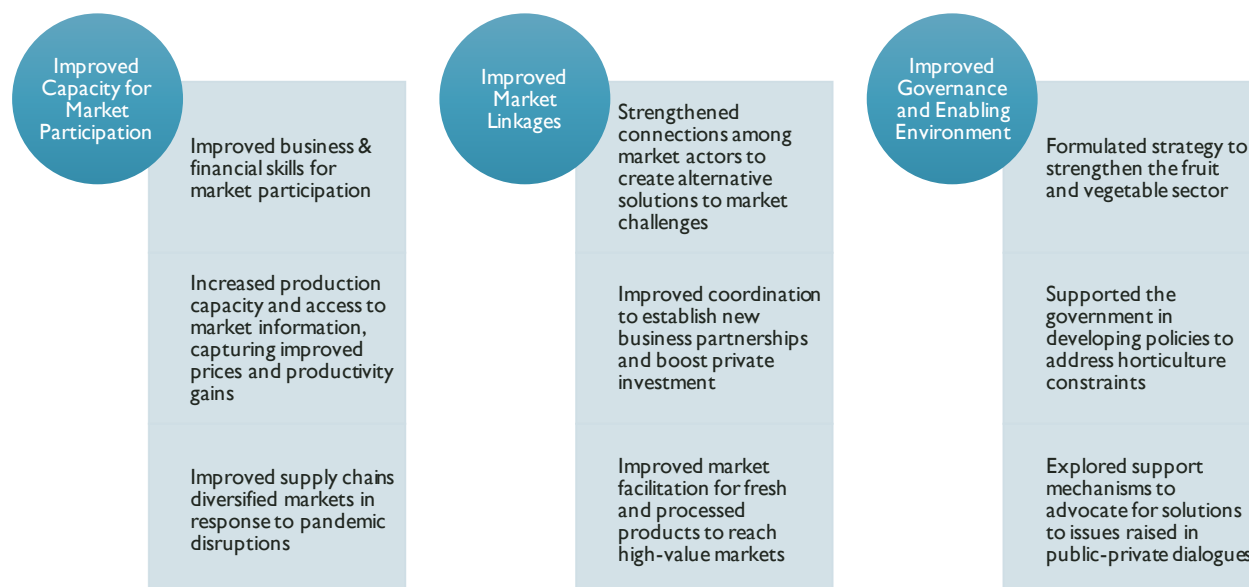 Improved
Capacity for
Market
Participation
Improved business &
financial skills for
market participation
Increased production
capacity and access to
market information,
capturing improved
prices and productivity
gains
Improved supply chains
diversified markets in
response to pandemic
disruptions
Improved
Market
Linkages
Strengthened
connections among
market actors to
create alternative
solutions to market
challenges
Improved coordination
to establish new
business partnerships
and boost private
investment
Improved market
facilitation for fresh
and processed
products to reach
high-value markets
Improved
Governance
and Enabling
Environment
Formulated strategy to
strengthen the fruit
and vegetable sector
Supported the
government in
developing policies to
address horticulture
constraints
Explored support
mechanisms to
advocate for solutions
to issues raised in
public-private dialogues